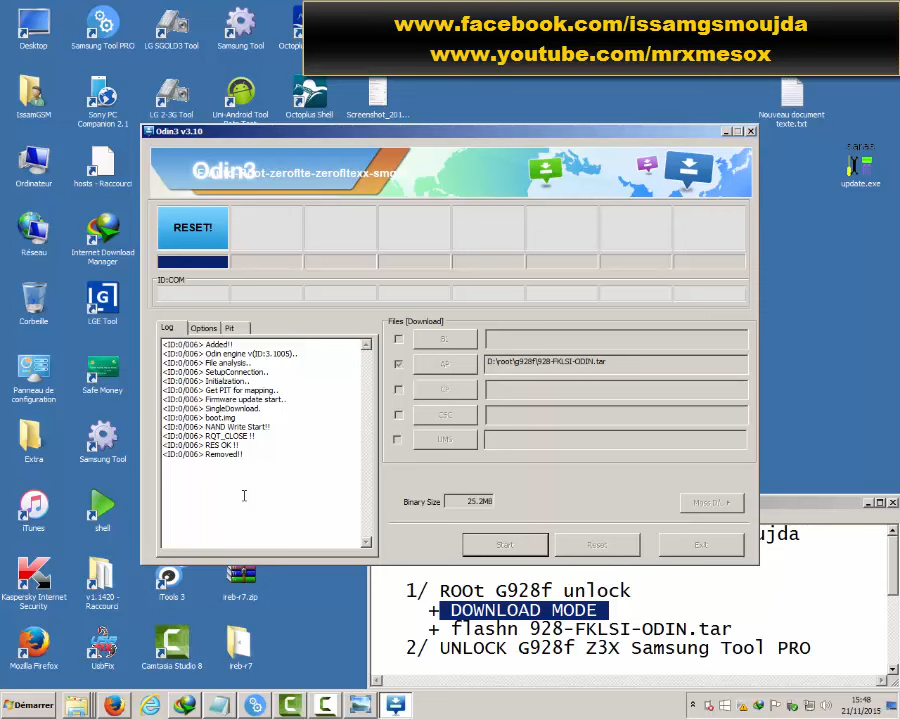 www.facebook.com/issamgsmoujda
www.youtube.com/mrxmesox
Desktop
Samsung Tool PRO
LG SGOLD3 Tool
Samsung Tool
IssamGSM
Sony PC Companion 2.1
LG 2-3G Tool
Uni-Android Tool
Octoplus Shell
Screenshot_201...
Nouveau document texte.txt
Ordinateur
hosts - Raccourci
update.exe
Réseau
Internet Download Manager
Corbeille
LGE Tool
Panneau de configuration
Safe Money
Extra
Samsung Tool
iTunes
shell
Kaspersky Internet Security
v1.1420 - Raccourci
iTools 3
ireb-r7.zip
Mozilla Firefox
UsbFix
Camtasia Studio 8
ireb-r7
Odin3 v3.10
Odin3
RESET!
ID:COM
Log
Options
Pit
<ID:0/006> Added!!
<ID:0/006> Odin engine v(ID:3.1005)..
<ID:0/006> File analysis..
<ID:0/006> SetupConnection..
<ID:0/006> Initialzation..
<ID:0/006> Get PIT for mapping..
<ID:0/006> Firmware update start..
<ID:0/006> SingleDownload.
<ID:0/006> boot.img
<ID:0/006> NAND Write Start!!
<ID:0/006> RQT_CLOSE !!
<ID:0/006> RES OK !!
<ID:0/006> Removed!!
Files [Download]
BL
AP
D:\root\g928f\928-FKLSI-ODIN.tar
CP
CSC
UMS
Binary Size
25.2MB
Start
Reset
Exit
ujda
1/ ROOt G928f unlock
+ DOWNLOAD MODE
+ flashn 928-FKLSI-ODIN.tar
2/ UNLOCK G928f Z3X Samsung Tool PRO
Démarrer
15:48
21/11/2015